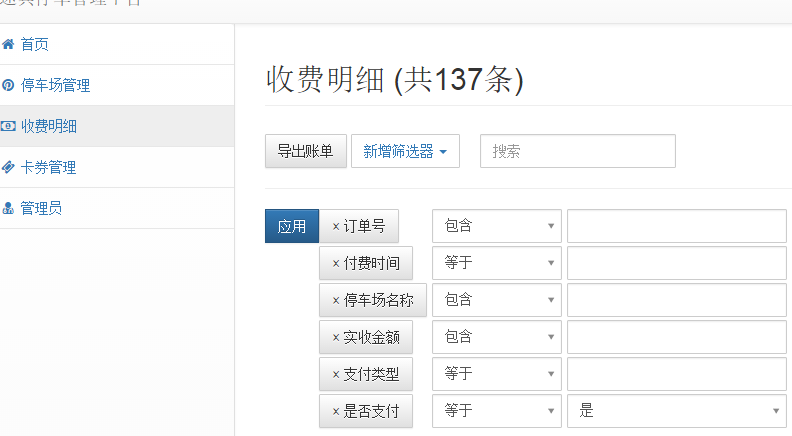 首页
停车场管理
收费明细
卡券管理
管理员
收费明细 (共137条)
导出账单 新增筛选器 搜索
应用 × 订单号 包含
× 付费时间 等于
× 停车场名称 包含
× 实收金额 包含
× 支付类型 等于
× 是否支付 等于 是